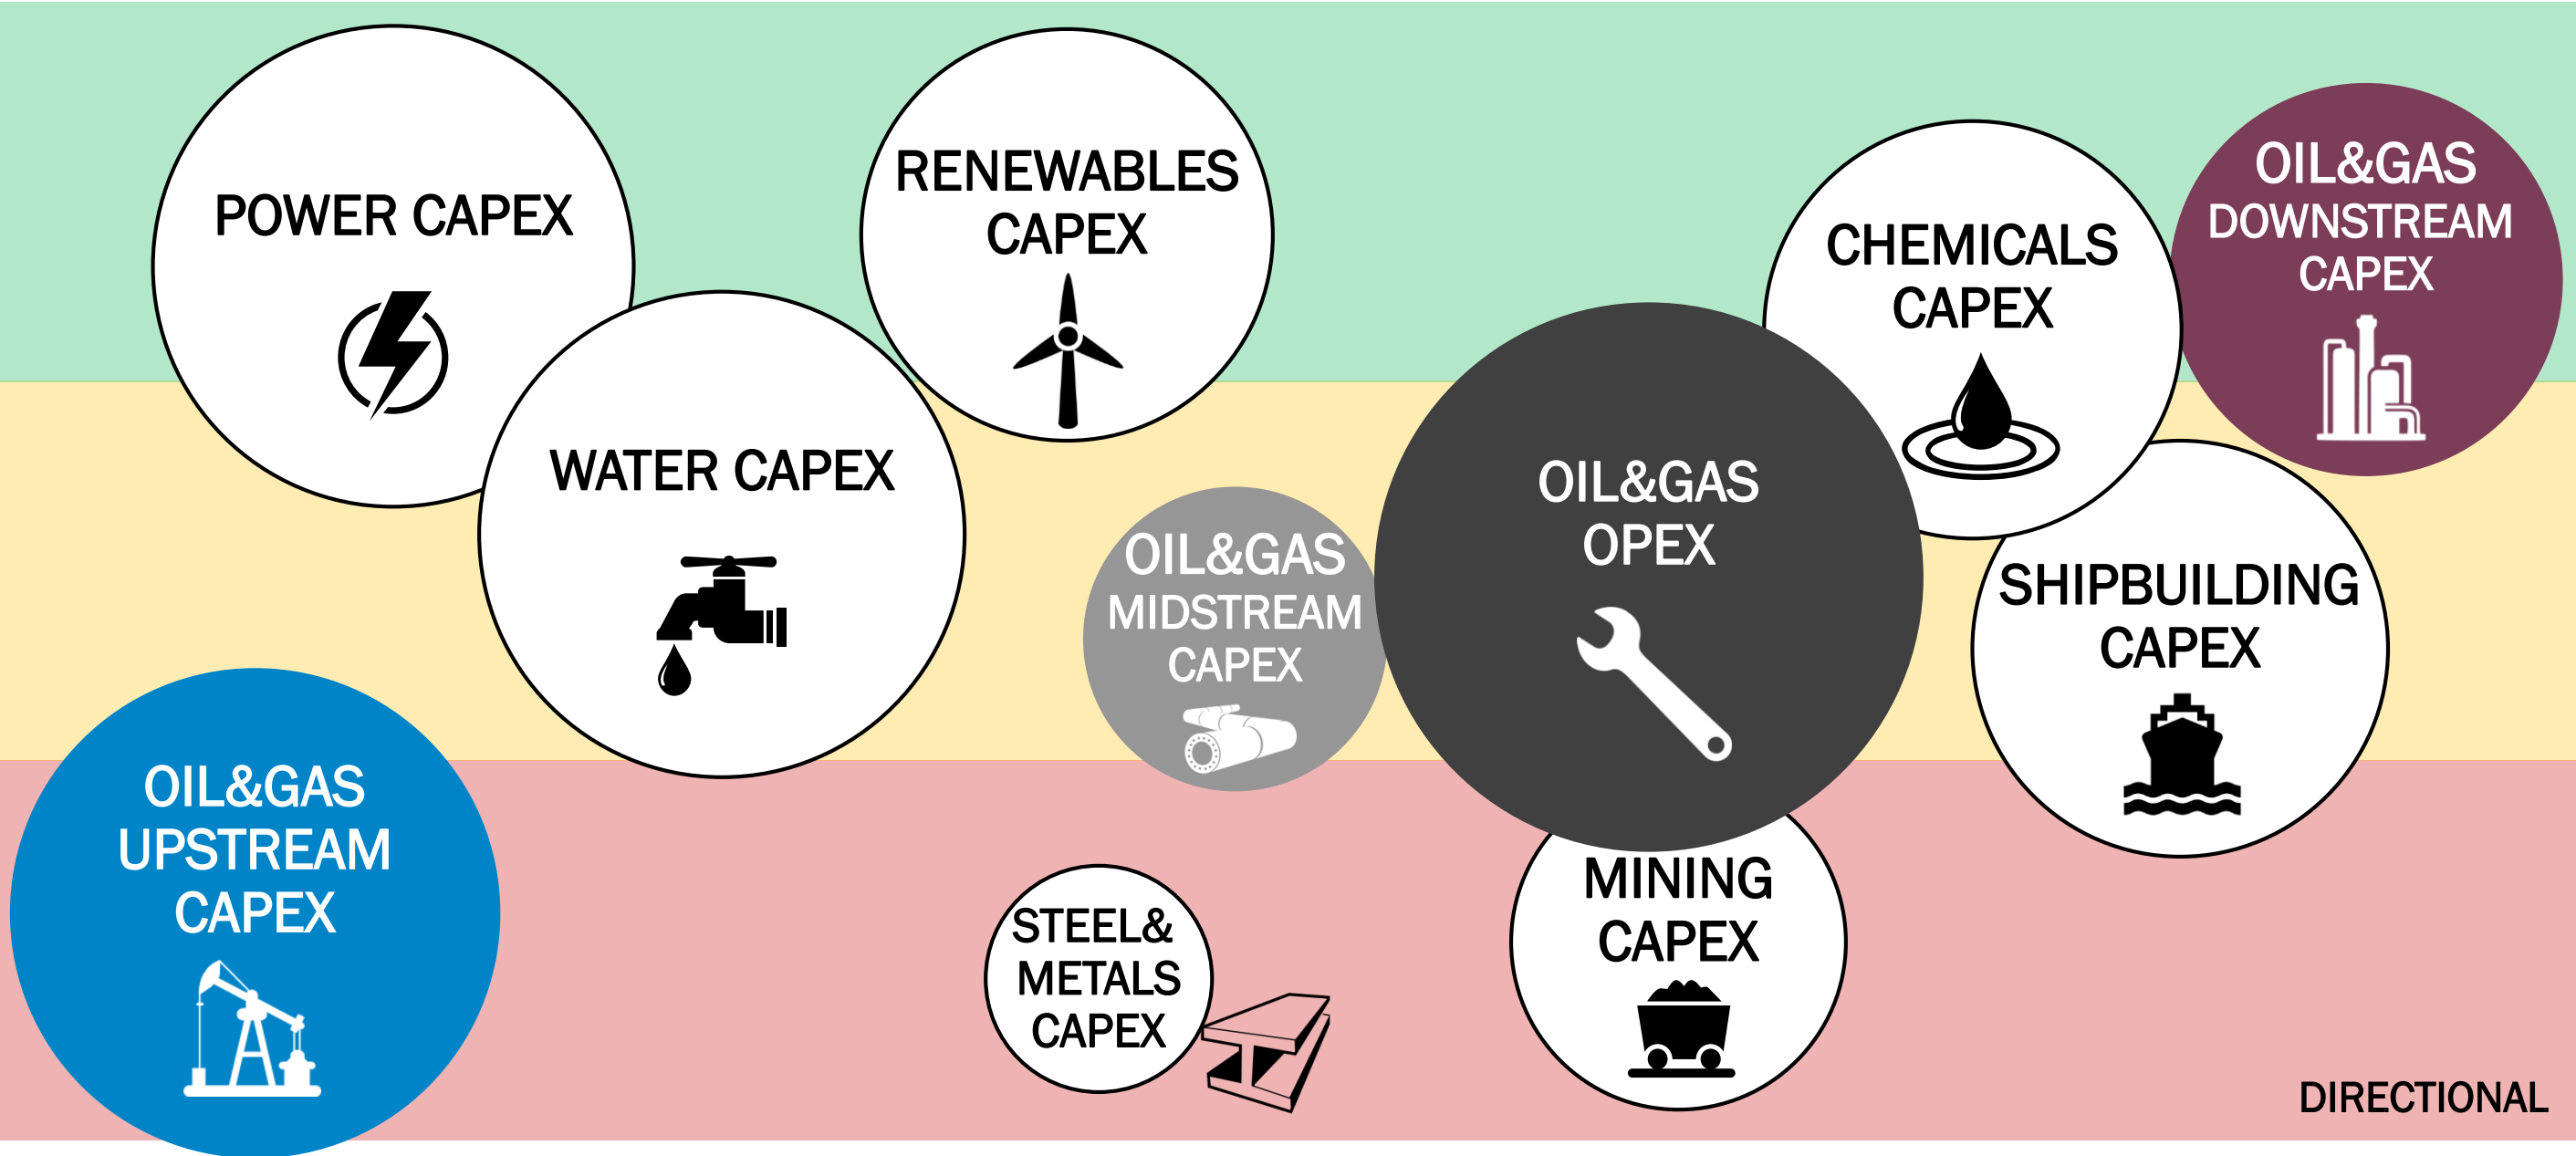 POWER CAPEX
RENEWABLES
CAPEX
CHEMICALS
CAPEX
OIL&GAS
DOWNSTREAM
CAPEX
WATER CAPEX
OIL&GAS
MIDSTREAM
CAPEX
OIL&GAS
OPEX
SHIPBUILDING
CAPEX
OIL&GAS
UPSTREAM
CAPEX
STEEL&
METALS
CAPEX
MINING
CAPEX
DIRECTIONAL